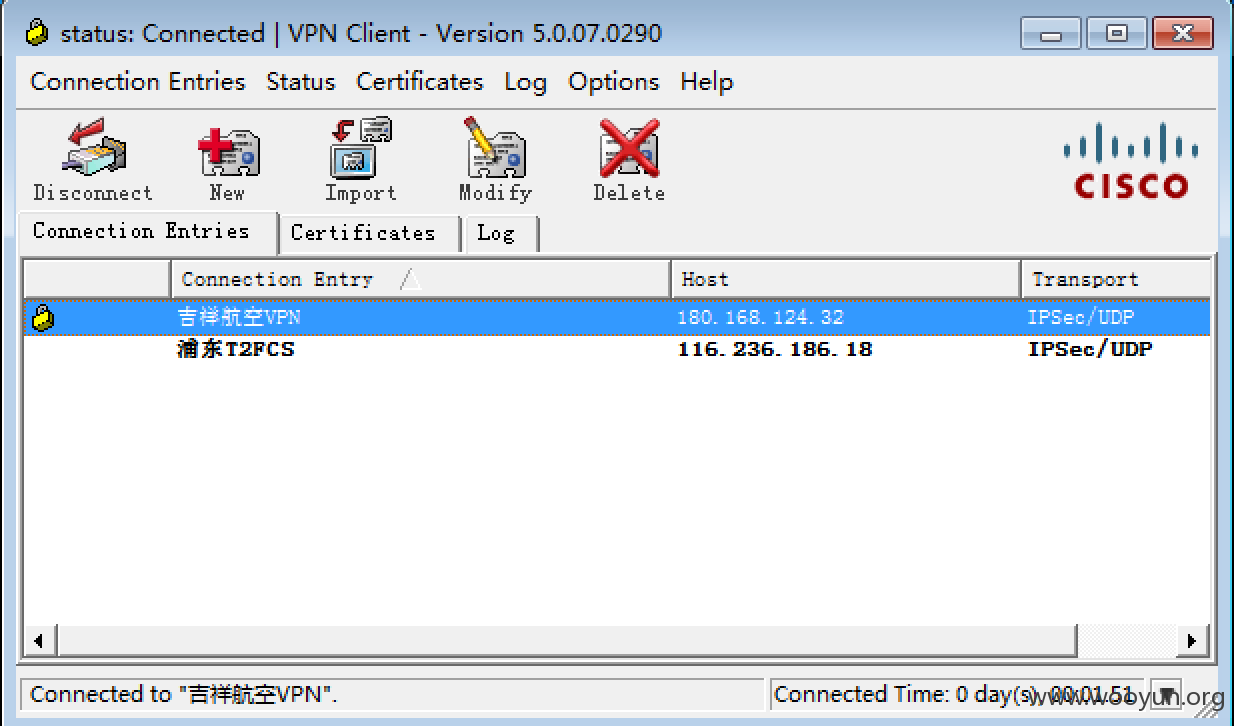 status: Connected | VPN Client - Version 5.0.07.0290
Connection Entries Status Certificates Log Options Help
Disconnect New Import Modify Delete
CISCO
Connection Entries Certificates Log
Connection Entry Host Transport
吉祥航空VPN 180.168.124.32 IPSec/UDP
浦东T2FCS 116.236.186.18 IPSec/UDP
Connected to "吉祥航空VPN". Connected Time: 0 day(s), 00:01:51
www.wooyun.org